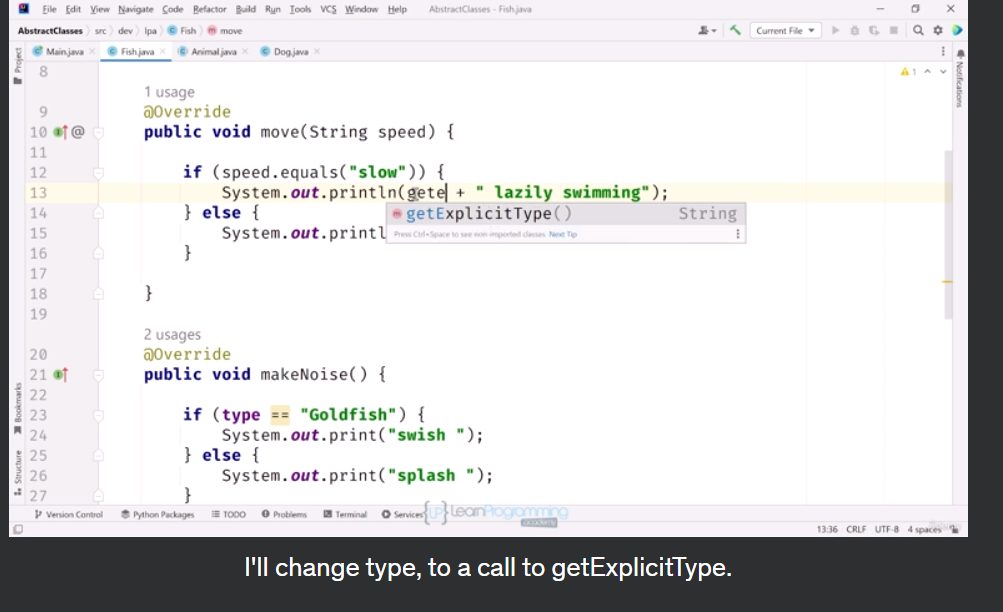 File Edit View Navigate Code Refactor Build Run Tools VCS Window Help AbstractClasses - Fish.java
AbstractClasses src dev lpa Fish move Current File
Project Main.java Fish.java Animal.java Dog.java Notifications
8 1
1 usage
9 @Override
10 @ public void move(String speed) {
11
12 if (speed.equals("slow")) {
13 System.out.println(gete + " lazily swimming");
14 } else { getExplicitType() String
15 System.out.printl Press Ctrl+Space to see non-imported classes Next Tip
16 }
17
18 }
19
2 usages
20 @Override
21 public void makeNoise() {
22
23 if (type == "Goldfish") {
24 System.out.print("swish ");
25 } else {
26 System.out.print("splash ");
27 }
Bookmarks
Structure
Version Control Python Packages TODO Problems Terminal Services {LP} LearnProgramming
academy
13:36 CRLF UTF-8 4 spaces
I'll change type, to a call to getExplicitType.